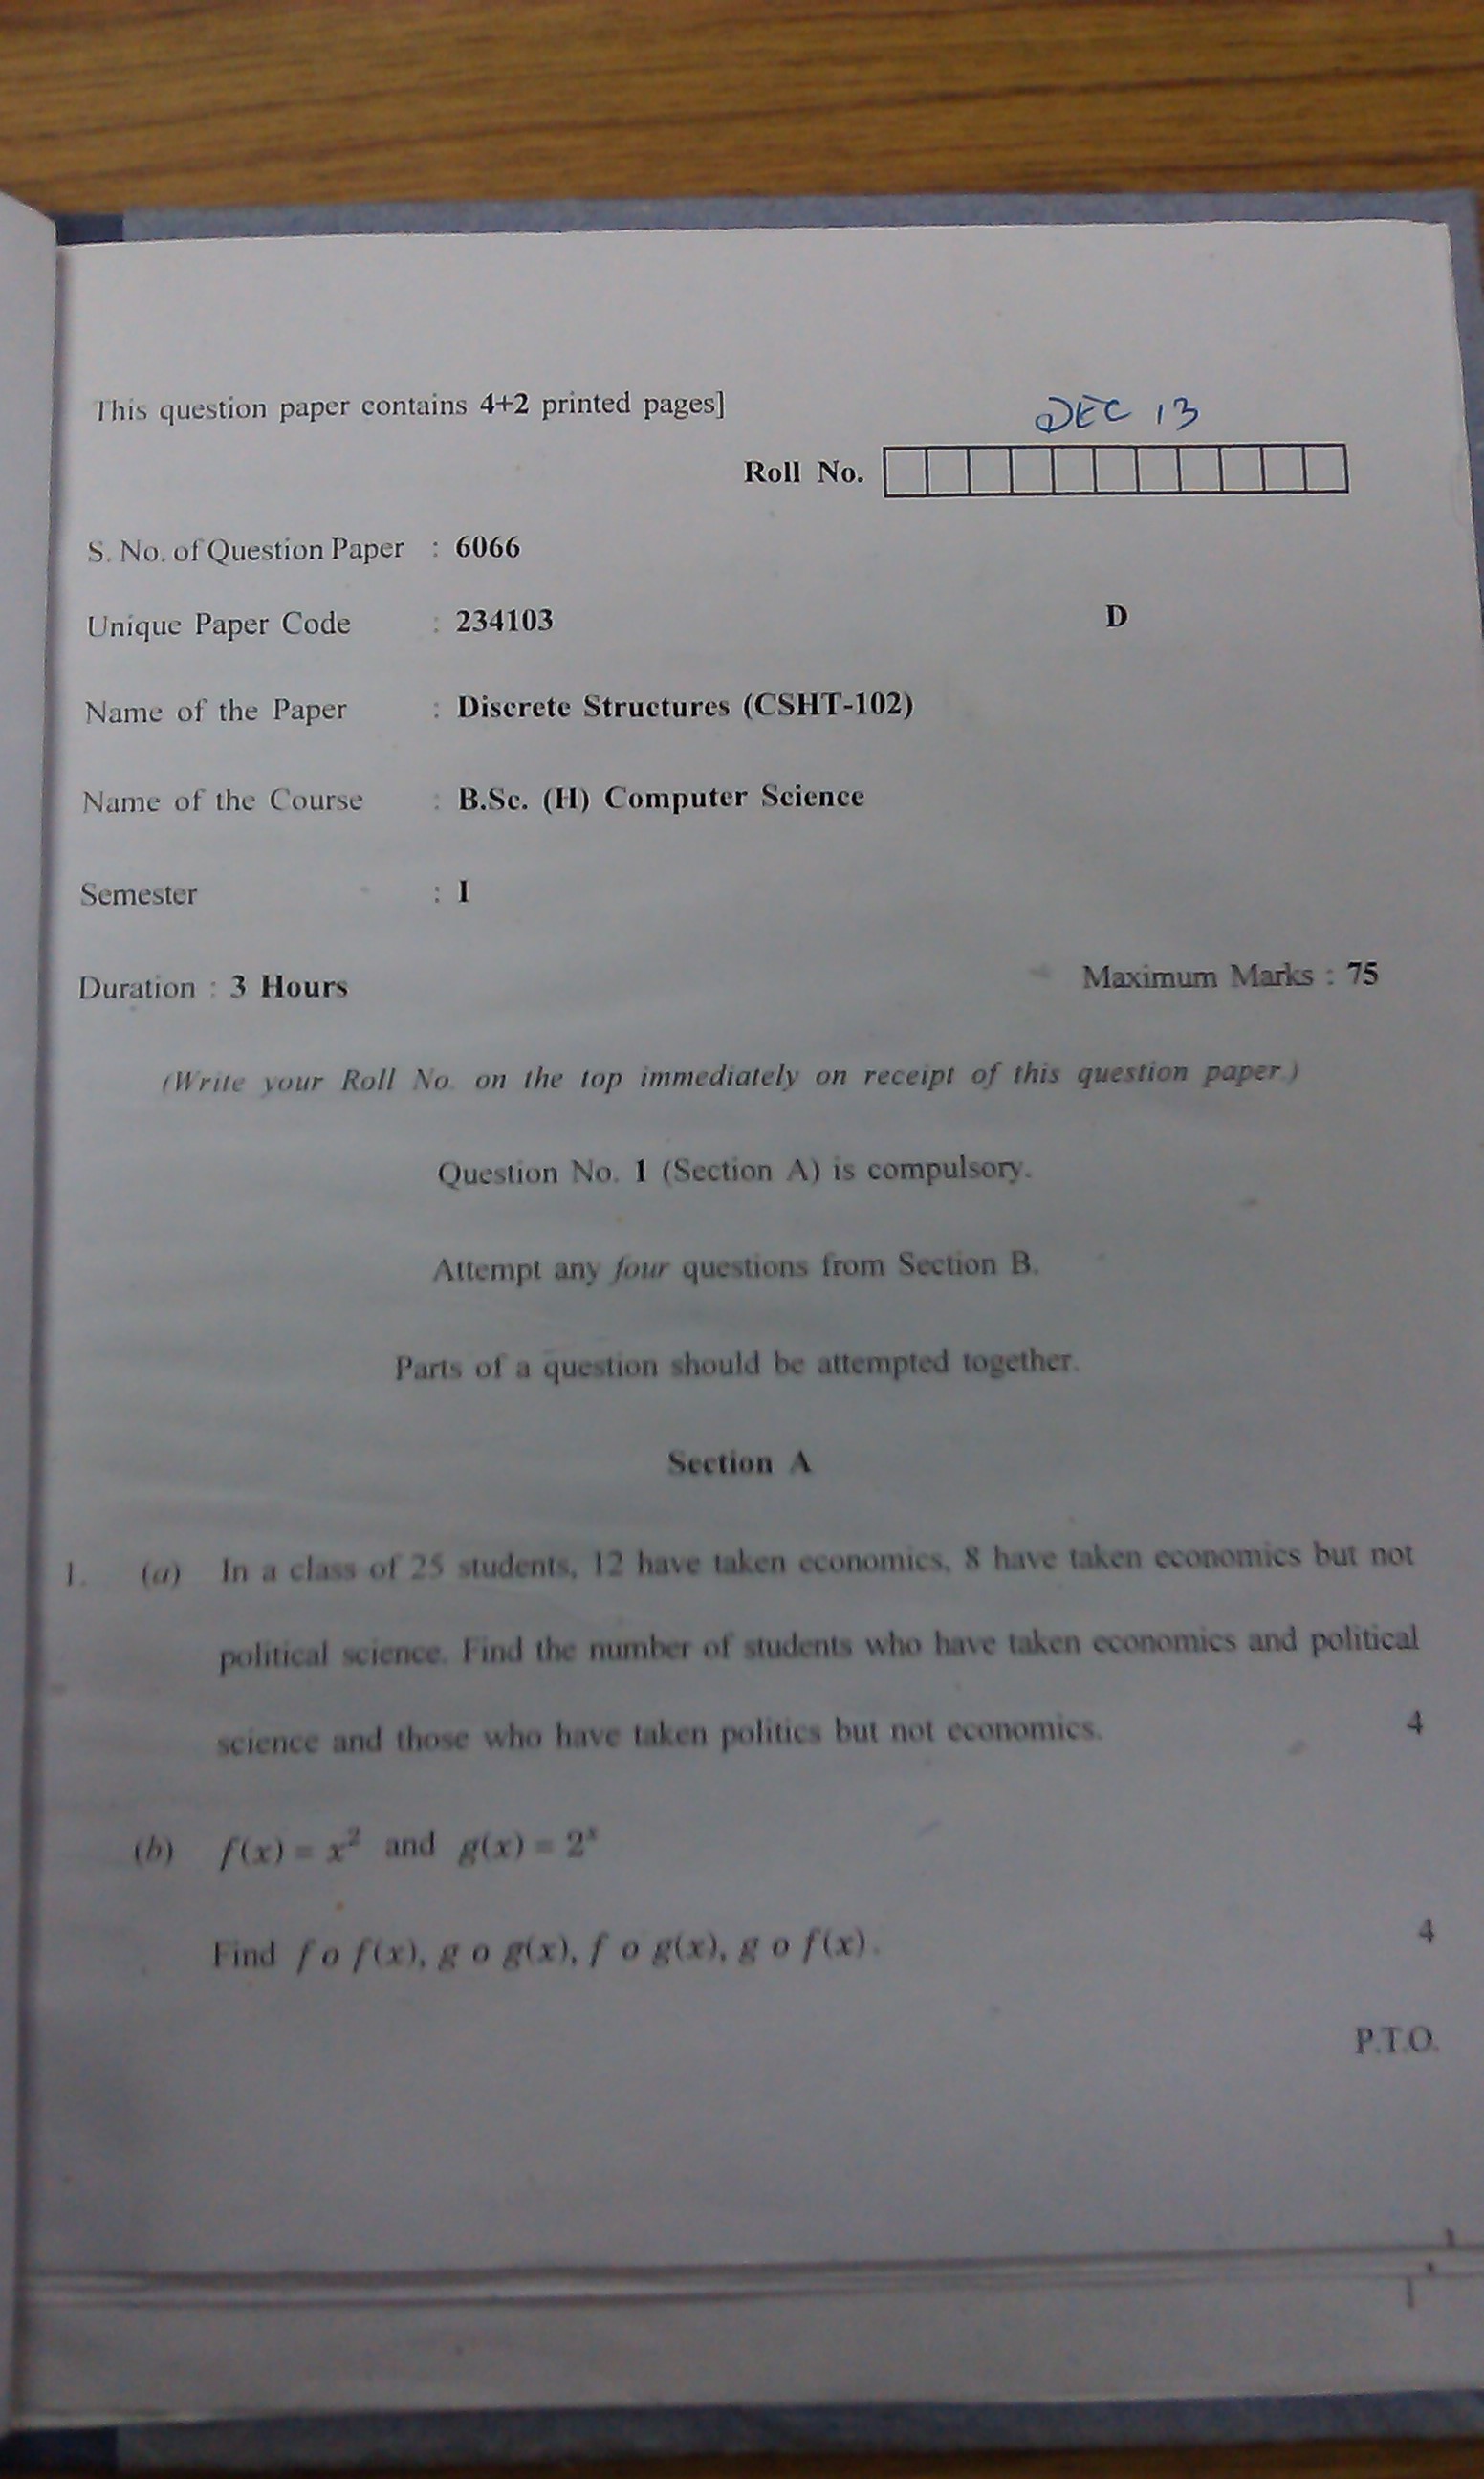 This question paper contains 4+2 printed pages]
DEC 13
Roll No.
S. No. of Question Paper : 6066
Unique Paper Code : 234103 D
Name of the Paper : Discrete Structures (CSHT-102)
Name of the Course : B.Sc. (H) Computer Science
Semester : I
Duration : 3 Hours Maximum Marks : 75
(Write your Roll No. on the top immediately on receipt of this question paper.)
Question No. 1 (Section A) is compulsory.
Attempt any four questions from Section B.
Parts of a question should be attempted together.
Section A
1. (a) In a class of 25 students, 12 have taken economics, 8 have taken economics but not
political science. Find the number of students who have taken economics and political
science and those who have taken politics but not economics. 4
(b) f(x) = x² and g(x) = 2ˣ
Find f o f(x), g o g(x), f o g(x), g o f(x). 4
P.T.O.